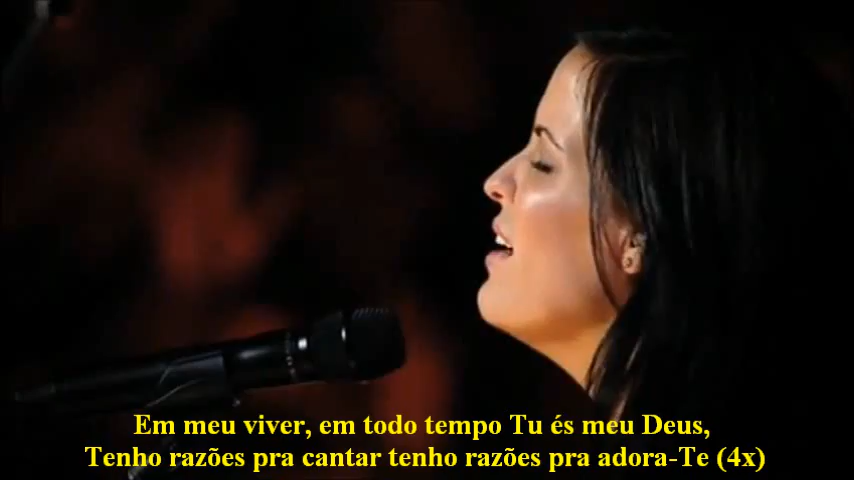 Em meu viver, em todo tempo Tu és meu Deus,
Tenho razões pra cantar tenho razões pra adora-Te (4x)